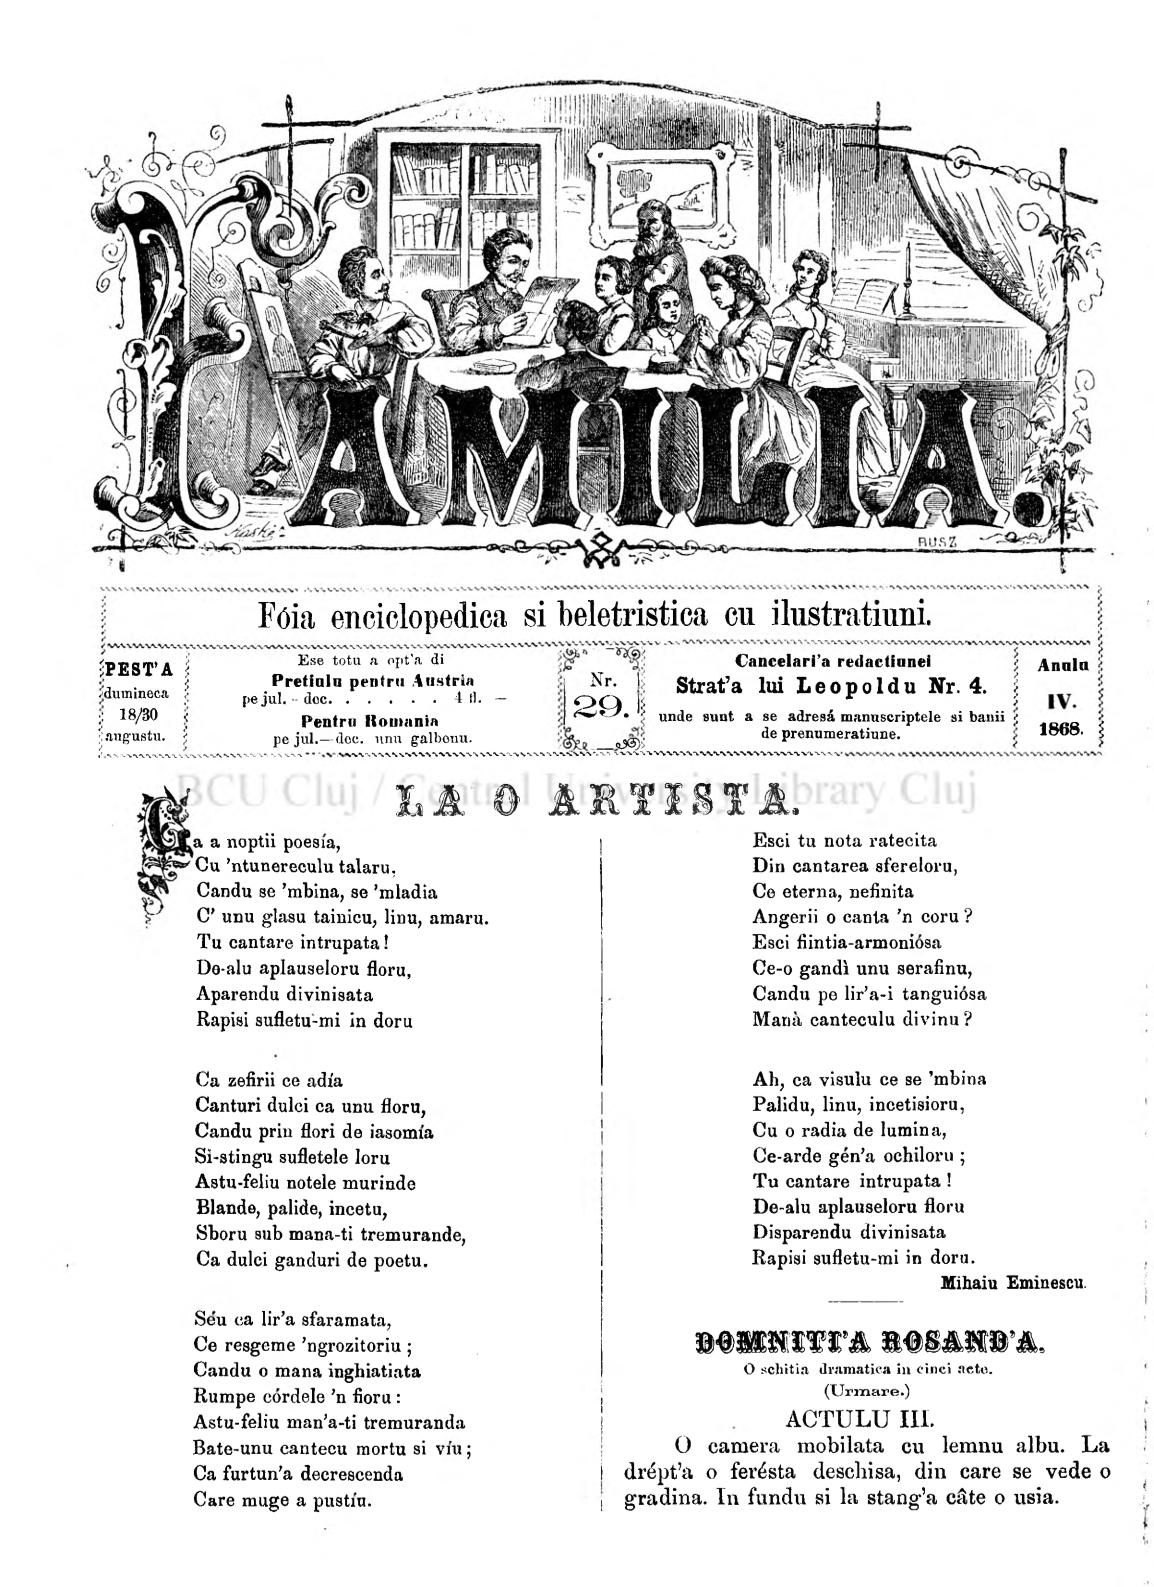 FAMILIA.
BUSZ
Fóia enciclopedica si beletristica cu ilustratiuni.
PEST'A
dumineca
18/30
augustu.
Ese totu a opt'a di
Pretiulu pentru Austria
pe jul. - dec. . . . . . . 4 fl. —
Pentru Romania
pe jul.—dec. unu galbenu.
Nr.
29.
Cancelari'a redactiunei
Strat'a lui Leopoldu Nr. 4.
unde sunt a se adresá manuscriptele si banii
de prenumeratiune.
Anulu
IV.
1868.
BCU Cluj / Central University Library Cluj
LA O ARTISTA.
Ca a noptii poesía,
Cu 'ntunereculu talaru,
Candu se 'mbina, se 'mladia
C' unu glasu tainicu, linu, amaru.
Tu cantare intrupata!
De-alu aplauseloru floru,
Aparendu divinisata
Rapisi sufletu-mi in doru

Ca zefirii ce adía
Canturi dulci ca unu floru,
Candu prin flori de iasomía
Si-stingu sufletele loru
Astu-feliu notele murinde
Blande, palide, incetu,
Sboru sub mana-ti tremurande,
Ca dulci ganduri de poetu.

Séu ca lir'a sfaramata,
Ce resgeme 'ngrozitoriu;
Candu o mana inghiatiata
Rumpe córdele 'n fioru:
Astu-feliu man'a-ti tremuranda
Bate-unu cantecu mortu si víu;
Ca furtun'a decrescenda
Care muge a pustíu.

Esci tu nota ratecita
Din cantarea sfereloru,
Ce eterna, nefinita
Angerii o canta 'n coru?
Esci fiintia-armoniósa
Ce-o gandì unu serafinu,
Candu pe lir'a-i tanguiósa
Manà canteculu divinu?

Ah, ca visulu ce se 'mbina
Palidu, linu, incetisioru,
Cu o radia de lumina,
Ce-arde gén'a ochiloru;
Tu cantare intrupata!
De-alu aplauseloru floru
Disparendu divinisata
Rapisi sufletu-mi in doru.
Mihaiu Eminescu.

DOMNITI'A ROSAND'A.
O schitia dramatica in cinci acte.
(Urmare.)
ACTULU III.
O camera mobilata cu lemnu albu. La
drépt'a o ferésta deschisa, din care se vede o
gradina. In fundu si la stang'a câte o usia.